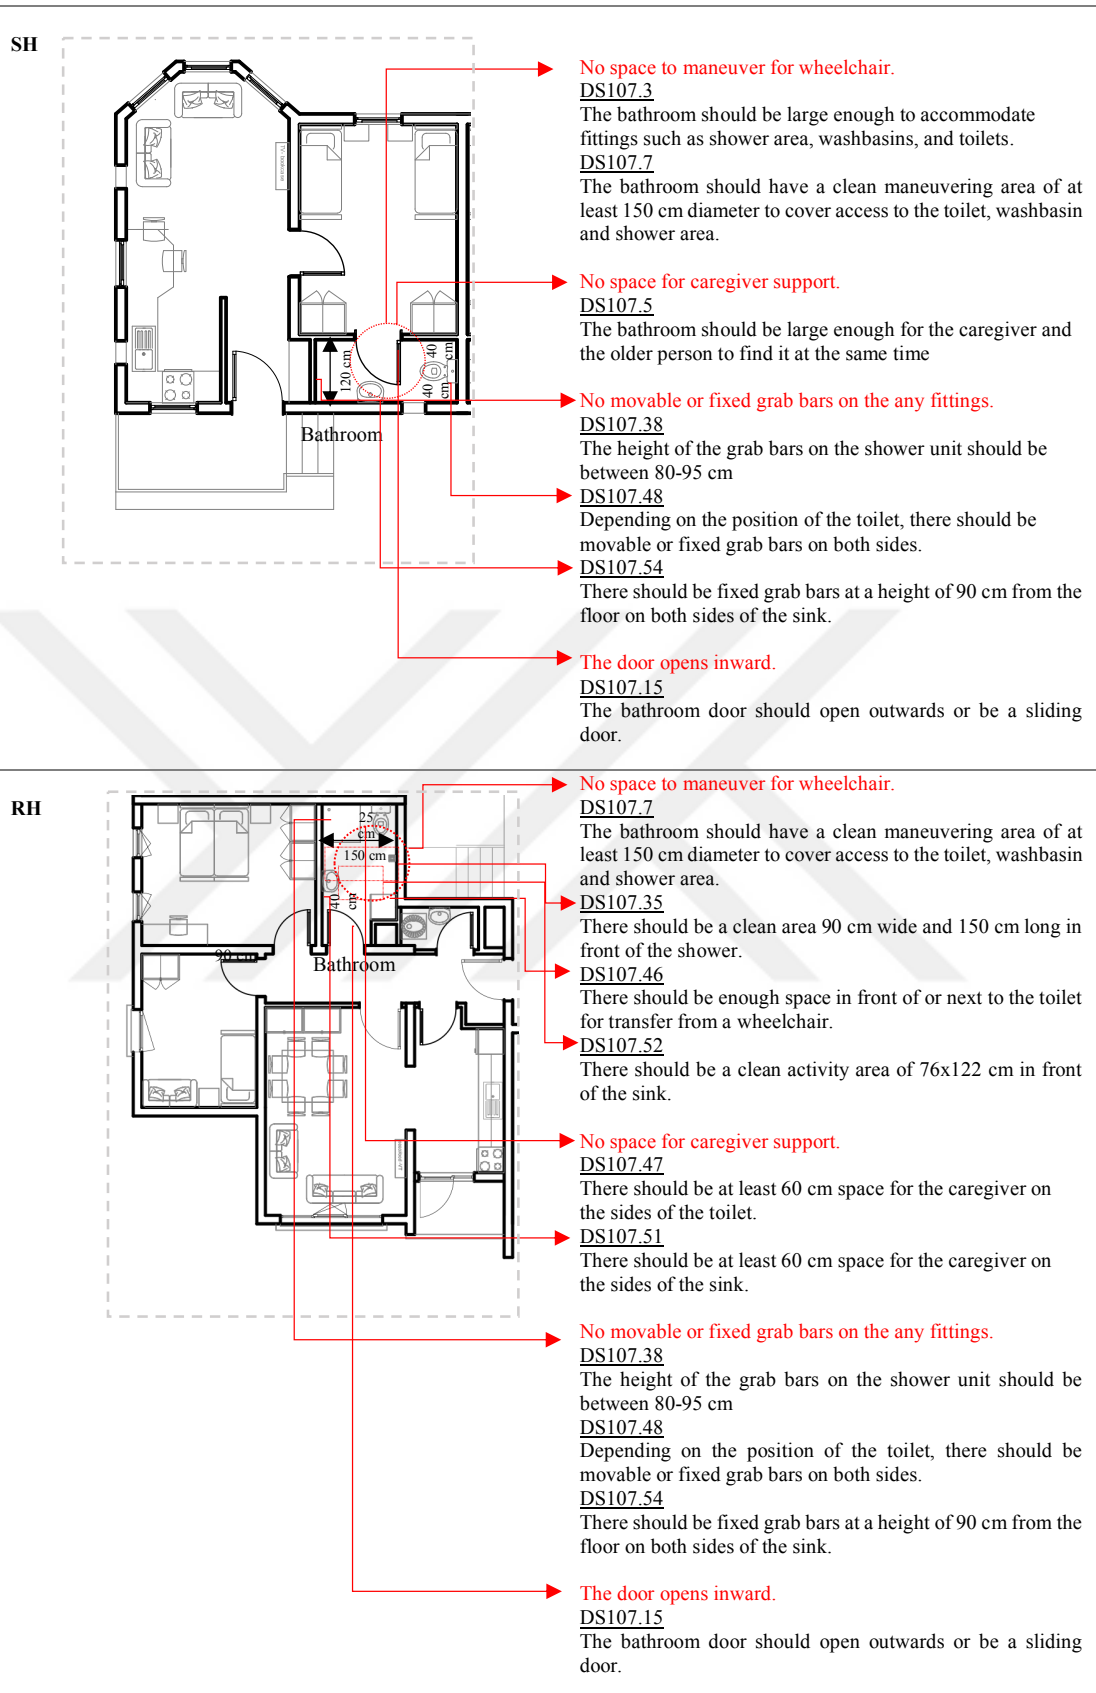 SH
No space to maneuver for wheelchair.
DS107.3
The bathroom should be large enough to accommodate
fittings such as shower area, washbasins, and toilets.
DS107.7
The bathroom should have a clean maneuvering area of at
least 150 cm diameter to cover access to the toilet, washbasin
and shower area.
No space for caregiver support.
DS107.5
The bathroom should be large enough for the caregiver and
the older person to find it at the same time
No movable or fixed grab bars on the any fittings.
DS107.38
The height of the grab bars on the shower unit should be
between 80-95 cm
DS107.48
Depending on the position of the toilet, there should be
movable or fixed grab bars on both sides.
DS107.54
There should be fixed grab bars at a height of 90 cm from the
floor on both sides of the sink.
The door opens inward.
DS107.15
The bathroom door should open outwards or be a sliding
door.
120 cm
40
cm
40
cm
Bathroom
RH
No space to maneuver for wheelchair.
DS107.7
The bathroom should have a clean maneuvering area of at
least 150 cm diameter to cover access to the toilet, washbasin
and shower area.
DS107.35
There should be a clean area 90 cm wide and 150 cm long in
front of the shower.
DS107.46
There should be enough space in front of or next to the toilet
for transfer from a wheelchair.
DS107.52
There should be a clean activity area of 76x122 cm in front
of the sink.
No space for caregiver support.
DS107.47
There should be at least 60 cm space for the caregiver on
the sides of the toilet.
DS107.51
There should be at least 60 cm space for the caregiver on
the sides of the sink.
No movable or fixed grab bars on the any fittings.
DS107.38
The height of the grab bars on the shower unit should be
between 80-95 cm
DS107.48
Depending on the position of the toilet, there should be
movable or fixed grab bars on both sides.
DS107.54
There should be fixed grab bars at a height of 90 cm from the
floor on both sides of the sink.
The door opens inward.
DS107.15
The bathroom door should open outwards or be a sliding
door.
25
cm
150 cm
40
cm
90 cm
Bathroom